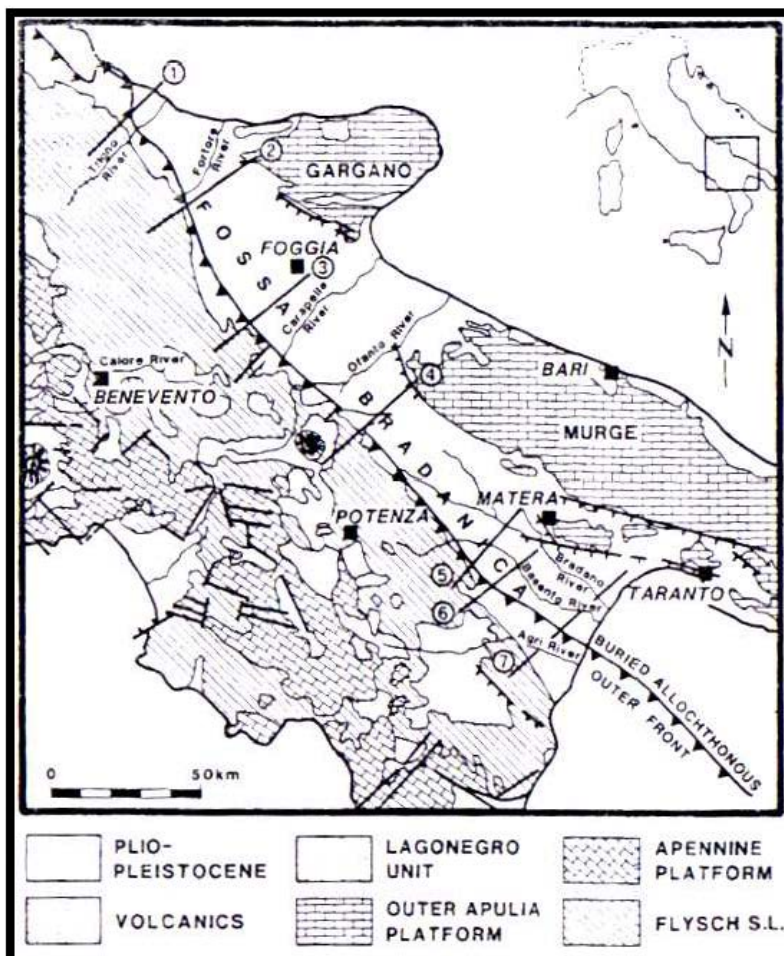 1
2
GARGANO
Trigno River
Fortore River
FOSSA
FOGGIA
3
Carapelle River
Ofanto River
Calore River
BENEVENTO
4
BARI
MURGE
BRADANICA
MATERA
POTENZA
N
5
6
Bradano River
Basento River
TARANTO
Agri River
7
BURIED ALLOCHTHONOUS
OUTER FRONT
0 50km
PLIO-
PLEISTOCENE
LAGONEGRO
UNIT
APENNINE
PLATFORM
VOLCANICS
OUTER APULIA
PLATFORM
FLYSCH S.L.